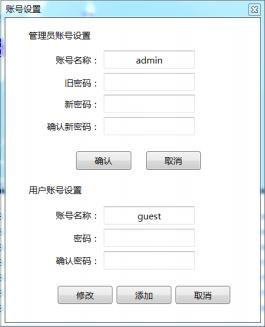 账号设置
管理员账号设置
账号名称： admin
旧密码：
新密码：
确认新密码：
确认 取消
用户账号设置
账号名称： guest
密码：
确认密码：
修改 添加 取消